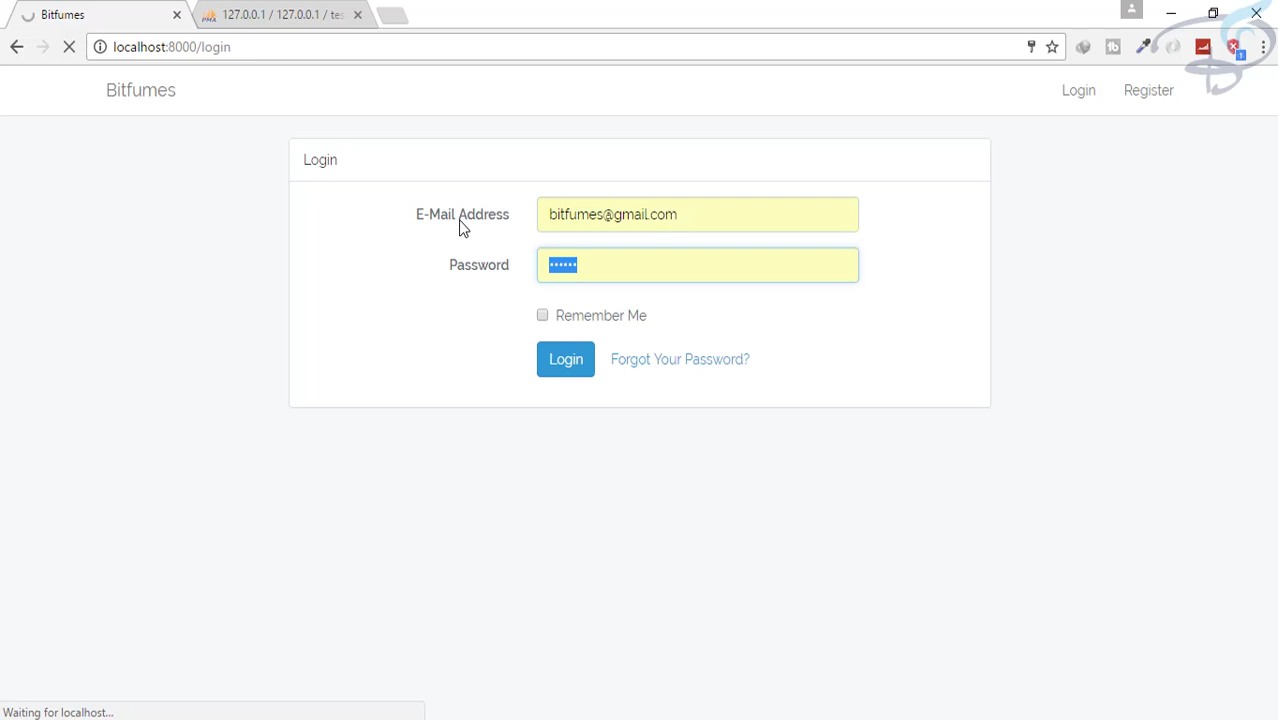 Bitfumes
127.0.0.1 / 127.0.0.1 / tes
localhost:8000/login
Bitfumes
Login
Register
Login
E-Mail Address
bitfumes@gmail.com
Password
••••••
Remember Me
Login
Forgot Your Password?
Waiting for localhost...